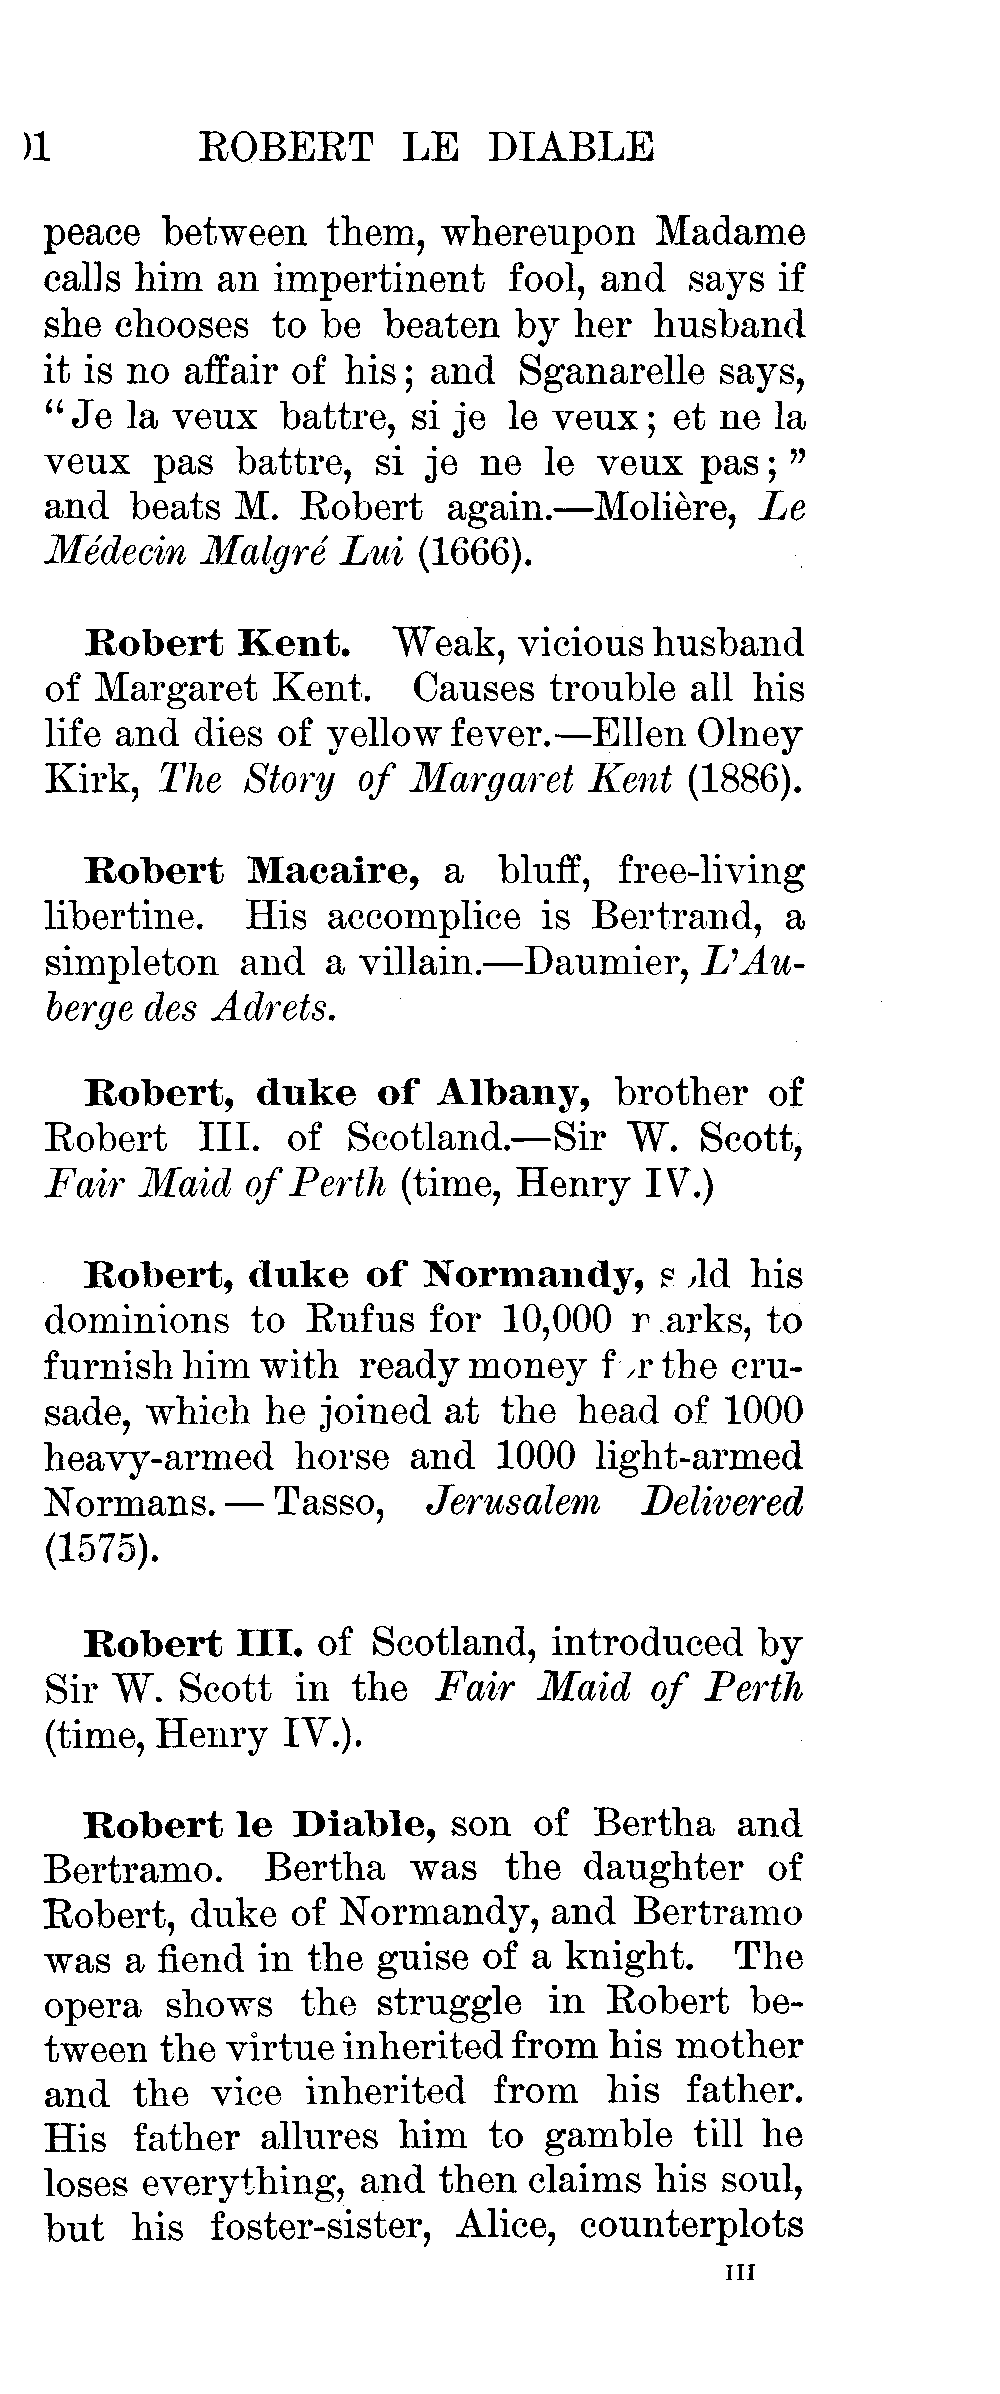 )1 ROBERT LE DIABLE
peace between them, whereupon Madame
calls him an impertinent fool, and says if
she chooses to be beaten by her husband
it is no affair of his; and Sganarelle says,
“Je la veux battre, si je le veux; et ne la
veux pas battre, si je ne le veux pas;”
and beats M. Robert again.—Molière, Le
Médecin Malgré Lui (1666).
Robert Kent. Weak, vicious husband
of Margaret Kent. Causes trouble all his
life and dies of yellow fever.—Ellen Olney
Kirk, The Story of Margaret Kent (1886).
Robert Macaire, a bluff, free-living
libertine. His accomplice is Bertrand, a
simpleton and a villain.—Daumier, L’Au-
berge des Adrets.
Robert, duke of Albany, brother of
Robert III. of Scotland.—Sir W. Scott,
Fair Maid of Perth (time, Henry IV.)
Robert, duke of Normandy, sold his
dominions to Rufus for 10,000 marks, to
furnish him with ready money for the cru-
sade, which he joined at the head of 1000
heavy-armed horse and 1000 light-armed
Normans. — Tasso, Jerusalem Delivered
(1575).
Robert III. of Scotland, introduced by
Sir W. Scott in the Fair Maid of Perth
(time, Henry IV.).
Robert le Diable, son of Bertha and
Bertramo. Bertha was the daughter of
Robert, duke of Normandy, and Bertramo
was a fiend in the guise of a knight. The
opera shows the struggle in Robert be-
tween the virtue inherited from his mother
and the vice inherited from his father.
His father allures him to gamble till he
loses everything, and then claims his soul,
but his foster-sister, Alice, counterplots
III